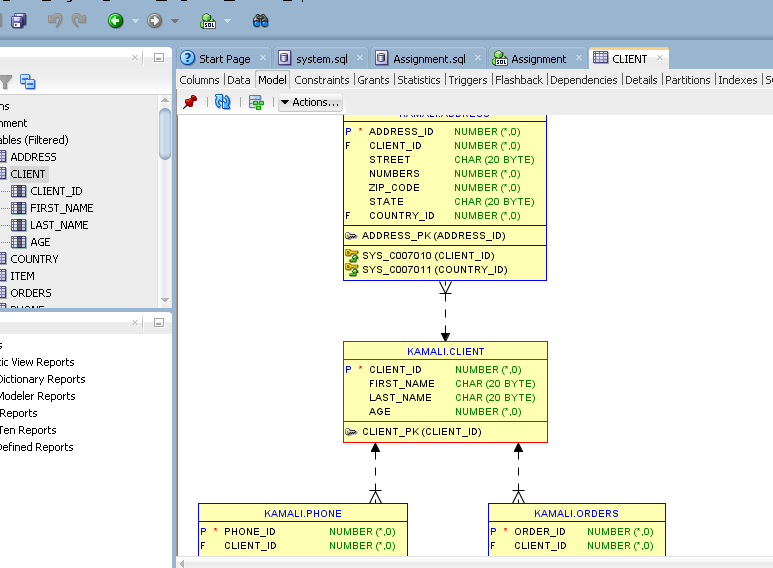 SQL
Start Page
system.sql
Assignment.sql
Assignment
CLIENT
Columns Data Model Constraints Grants Statistics Triggers Flashback Dependencies Details Partitions Indexes
Actions...
ables (Filtered)
ADDRESS
CLIENT
CLIENT_ID
FIRST_NAME
LAST_NAME
AGE
COUNTRY
ITEM
ORDERS
tic View Reports
Dictionary Reports
Modeler Reports
Reports
Ten Reports
efined Reports
KAMALI.ADDRESS
P * ADDRESS_ID NUMBER (*,0)
F CLIENT_ID NUMBER (*,0)
STREET CHAR (20 BYTE)
NUMBERS NUMBER (*,0)
ZIP_CODE NUMBER (*,0)
STATE CHAR (20 BYTE)
F COUNTRY_ID NUMBER (*,0)
ADDRESS_PK (ADDRESS_ID)
SYS_C007010 (CLIENT_ID)
SYS_C007011 (COUNTRY_ID)
KAMALI.CLIENT
P * CLIENT_ID NUMBER (*,0)
FIRST_NAME CHAR (20 BYTE)
LAST_NAME CHAR (20 BYTE)
AGE NUMBER (*,0)
CLIENT_PK (CLIENT_ID)
KAMALI.PHONE
P * PHONE_ID NUMBER (*,0)
F CLIENT_ID NUMBER (*,0)
KAMALI.ORDERS
P * ORDER_ID NUMBER (*,0)
F CLIENT_ID NUMBER (*,0)